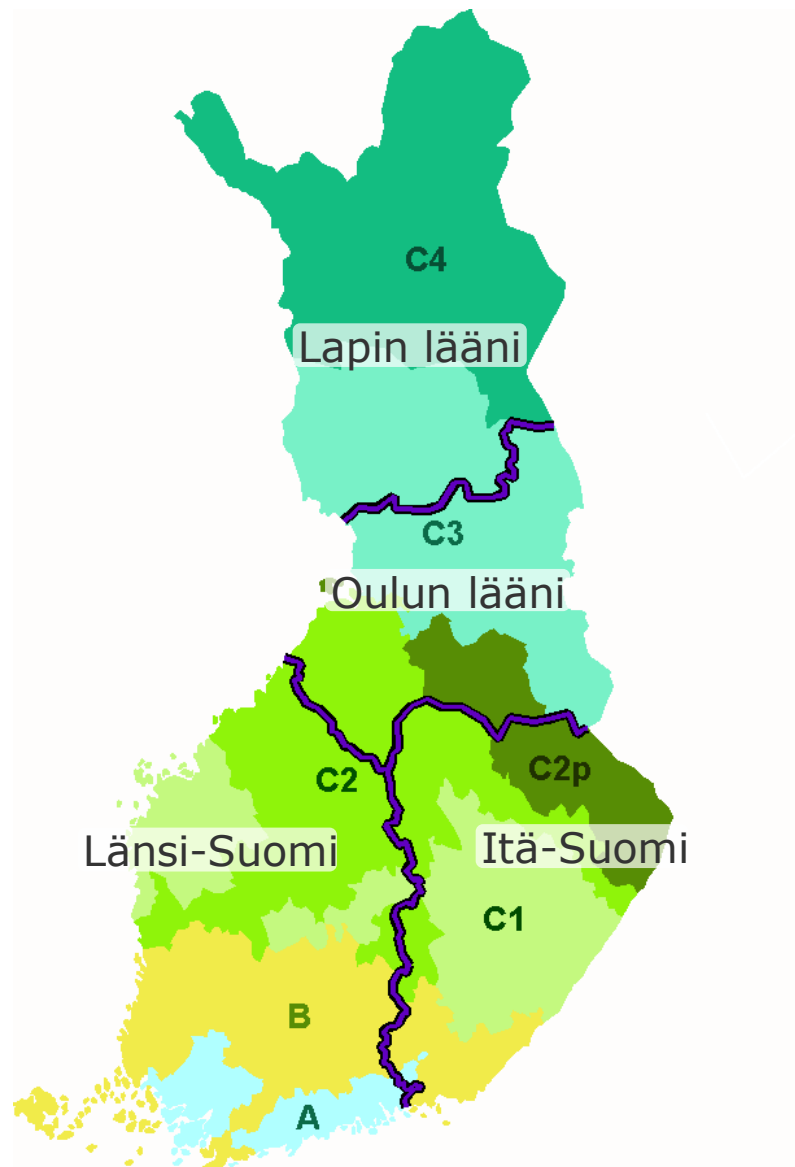 C4
Lapin lääni
C3
Oulun lääni
C2
C2p
Länsi-Suomi
Itä-Suomi
C1
B
A